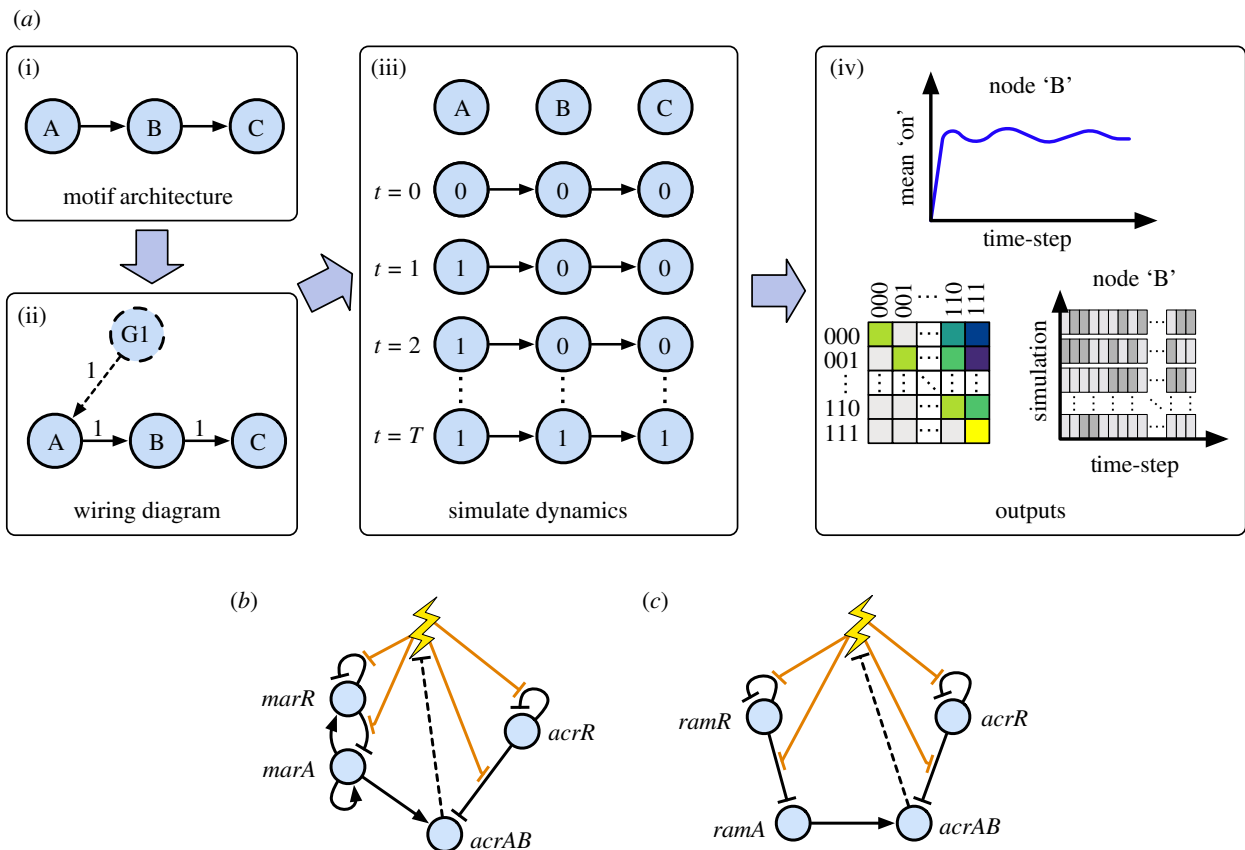 (a)
(i)
A B C
motif architecture
(ii)
G1
1
A 1 B 1 C
wiring diagram
(iii)
A B C
t = 0 0 0 0
t = 1 1 0 0
t = 2 1 0 0
t = T 1 1 1
simulate dynamics
(iv)
node ‘B’
mean ‘on’
time-step
000 001 ... 110 111
000
001
110
111
node ‘B’
simulation
time-step
outputs
(b)
marR
acrR
marA
acrAB
(c)
ramR
acrR
ramA
acrAB